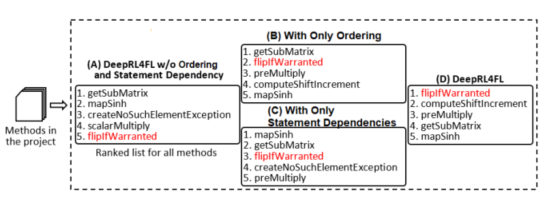 (B) With Only Ordering
1. getSubMatrix
2. flipIfWarranted
3. preMultiply
4. computeShiftIncrement
5. mapSinh
(A) DeepRL4FL w/o Ordering
and Statement Dependency
1. getSubMatrix
2. mapSinh
3. createNoSuchElementException
4. scalarMultiply
5. flipIfWarranted
Ranked list for all methods
Methods in
the project
(C) With Only
Statement Dependencies
1. mapSinh
2. getSubMatrix
3. flipIfWarranted
4. createNoSuchElementException
5. preMultiply
(D) DeepRL4FL
1. flipIfWarranted
2. computeShiftIncrement
3. preMultiply
4. getSubMatrix
5. mapSinh